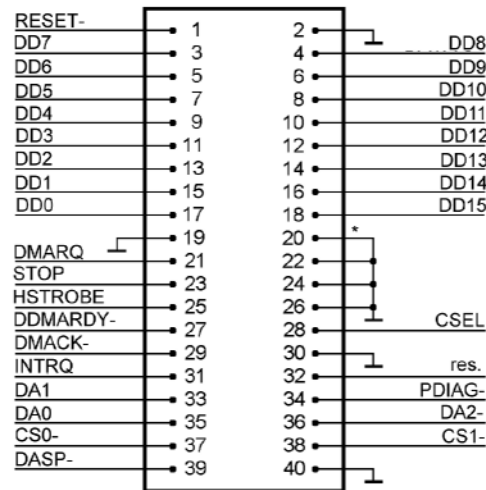 RESET- 1 2
DD7 3 4 DD8
DD6 5 6 DD9
DD5 7 8 DD10
DD4 9 10 DD11
DD3 11 12 DD12
DD2 13 14 DD13
DD1 15 16 DD14
DD0 17 18 DD15
19 20 *
DMARQ 21 22
STOP 23 24
HSTROBE 25 26
DDMARDY- 27 28 CSEL
DMACK- 29 30
INTRQ 31 32 res.
DA1 33 34 PDIAG-
DA0 35 36 DA2-
CS0- 37 38 CS1-
DASP- 39 40